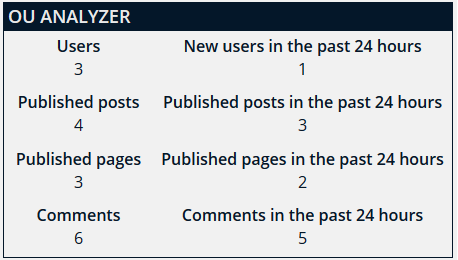 OU ANALYZER
Users New users in the past 24 hours
3 1
Published posts Published posts in the past 24 hours
4 3
Published pages Published pages in the past 24 hours
3 2
Comments Comments in the past 24 hours
6 5